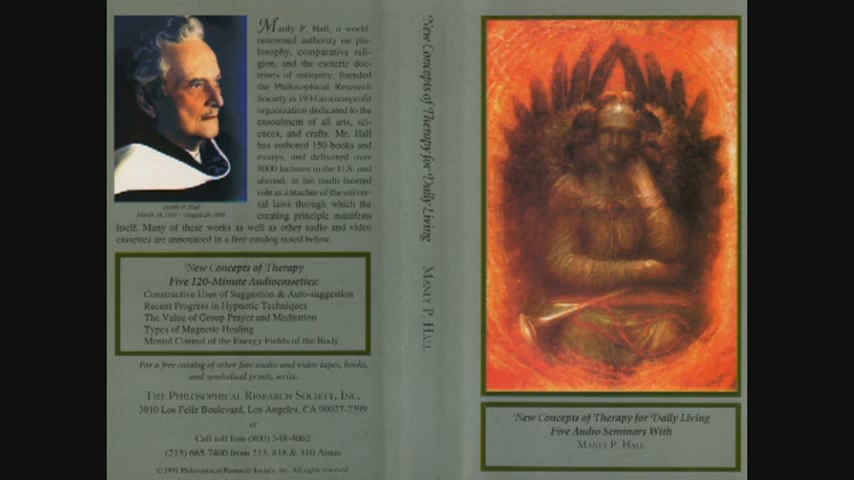 Manly P. Hall, a world-
renowned authority on phi-
losophy, comparative reli-
gion, and the esoteric doc-
trines of antiquity, founded
the Philosophical Research
Society in 1934 as a nonprofit
organization dedicated to the
ensoulment of all arts, sci-
ences, and crafts. Mr. Hall
has authored 150 books and
essays, and delivered over
8000 lectures in the U.S. and
abroad, in his multi-faceted
role as a teacher of the univer-
sal laws through which the
creating principle manifests
itself. Many of these works as well as other audio and video
cassettes are announced in a free catalog noted below.
Manly P. Hall
March 18, 1901 – August 29, 1990
New Concepts of Therapy
Five 120-Minute Audiocassettes:
Constructive Uses of Suggestion & Auto-suggestion
Recent Progress in Hypnotic Techniques
The Value of Group Prayer and Meditation
Types of Magnetic Healing
Mental Control of the Energy Fields of the Body
For a free catalog of other fine audio and video tapes, books,
and symbolical prints, write:
THE PHILOSOPHICAL RESEARCH SOCIETY, INC.
3910 Los Feliz Boulevard, Los Angeles, CA 90027-2399
or
Call toll free (800) 548-4062
(213) 665-7400 from 213, 818 & 310 Areas
© 1991 Philosophical Research Society, Inc. All rights reserved.
New Concepts of Therapy for Daily Living
MANLY P. HALL
New Concepts of Therapy for Daily Living
Five Audio Seminars With
MANLY P. HALL